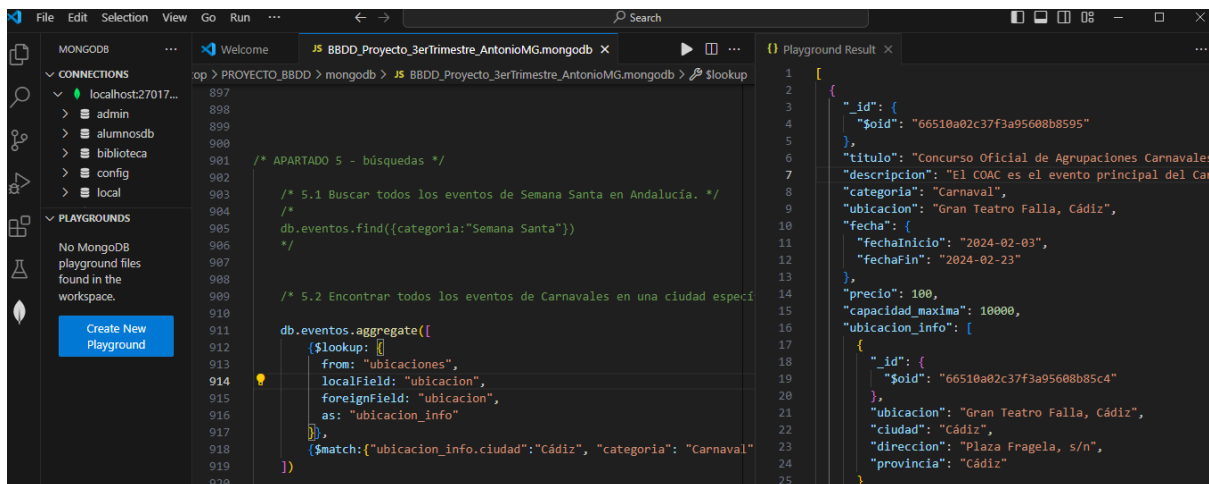 File Edit Selection View Go Run ··· ← → Search
MONGODB ···
CONNECTIONS
localhost:27017...
admin
alumnosdb
biblioteca
config
local
PLAYGROUNDS
No MongoDB
playground files
found in the
workspace.
Create New
Playground
Welcome JS BBDD_Proyecto_3erTrimestre_AntonioMG.mongodb ···
op > PROYECTO_BBDD > mongodb > JS BBDD_Proyecto_3erTrimestre_AntonioMG.mongodb > $lookup
897
898
899
900
901 /* APARTADO 5 - búsquedas */
902
903 /* 5.1 Buscar todos los eventos de Semana Santa en Andalucía. */
904 /*
905 db.eventos.find({categoria:"Semana Santa"})
906 */
907
908
909 /* 5.2 Encontrar todos los eventos de Carnavales en una ciudad especí
910
911 db.eventos.aggregate([
912 {$lookup: {
913 from: "ubicaciones",
914 localField: "ubicacion",
915 foreignField: "ubicacion",
916 as: "ubicacion_info"
917 }},
918 {$match:{"ubicacion_info.ciudad":"Cádiz", "categoria": "Carnaval"
919 ])
920
{} Playground Result ···
1 [
2 {
3 "_id": {
4 "$oid": "66510a02c37f3a95608b8595"
5 },
6 "titulo": "Concurso Oficial de Agrupaciones Carnavales
7 "descripcion": "El COAC es el evento principal del Car
8 "categoria": "Carnaval",
9 "ubicacion": "Gran Teatro Falla, Cádiz",
10 "fecha": {
11 "fechaInicio": "2024-02-03",
12 "fechaFin": "2024-02-23"
13 },
14 "precio": 100,
15 "capacidad_maxima": 10000,
16 "ubicacion_info": [
17 {
18 "_id": {
19 "$oid": "66510a02c37f3a95608b85c4"
20 },
21 "ubicacion": "Gran Teatro Falla, Cádiz",
22 "ciudad": "Cádiz",
23 "direccion": "Plaza Fragela, s/n",
24 "provincia": "Cádiz"
25 }